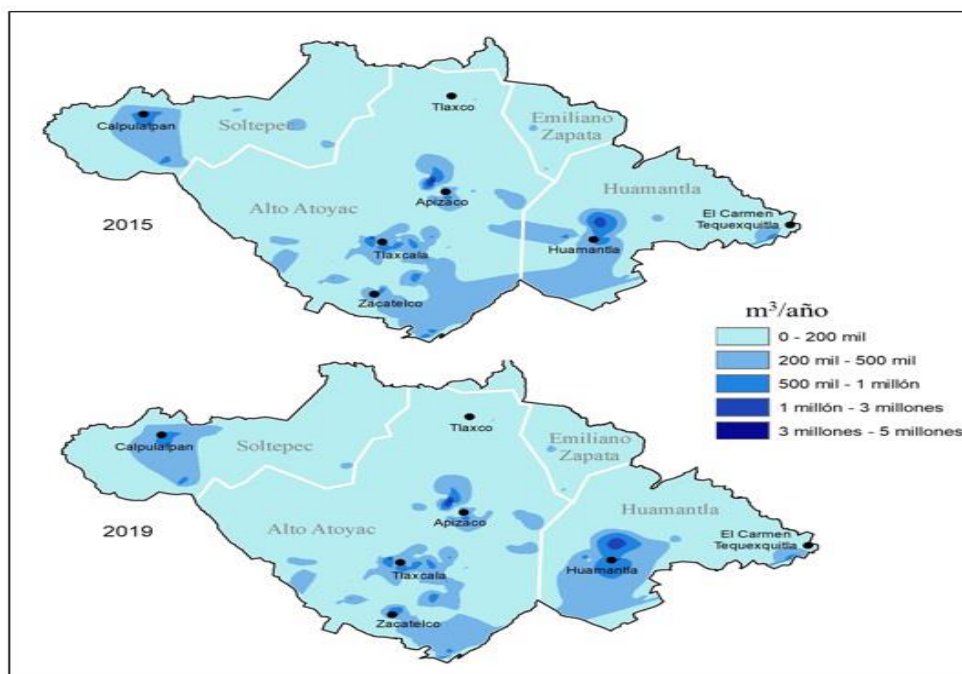 Tlaxco
Calpulalpan
Soltepec
Emiliano
Zapata
Huamantla
Apizaco
Alto Atoyac
El Carmen
Tequexquitla
2015
Tlaxcala
Huamantla
Zacatelco
m³/año
0 - 200 mil
200 mil - 500 mil
500 mil - 1 millón
1 millón - 3 millones
3 millones - 5 millones
Tlaxco
Calpulalpan
Soltepec
Emiliano
Zapata
Huamantla
Apizaco
2019
Alto Atoyac
El Carmen
Tequexquitla
Tlaxcala
Huamantla
Zacatelco